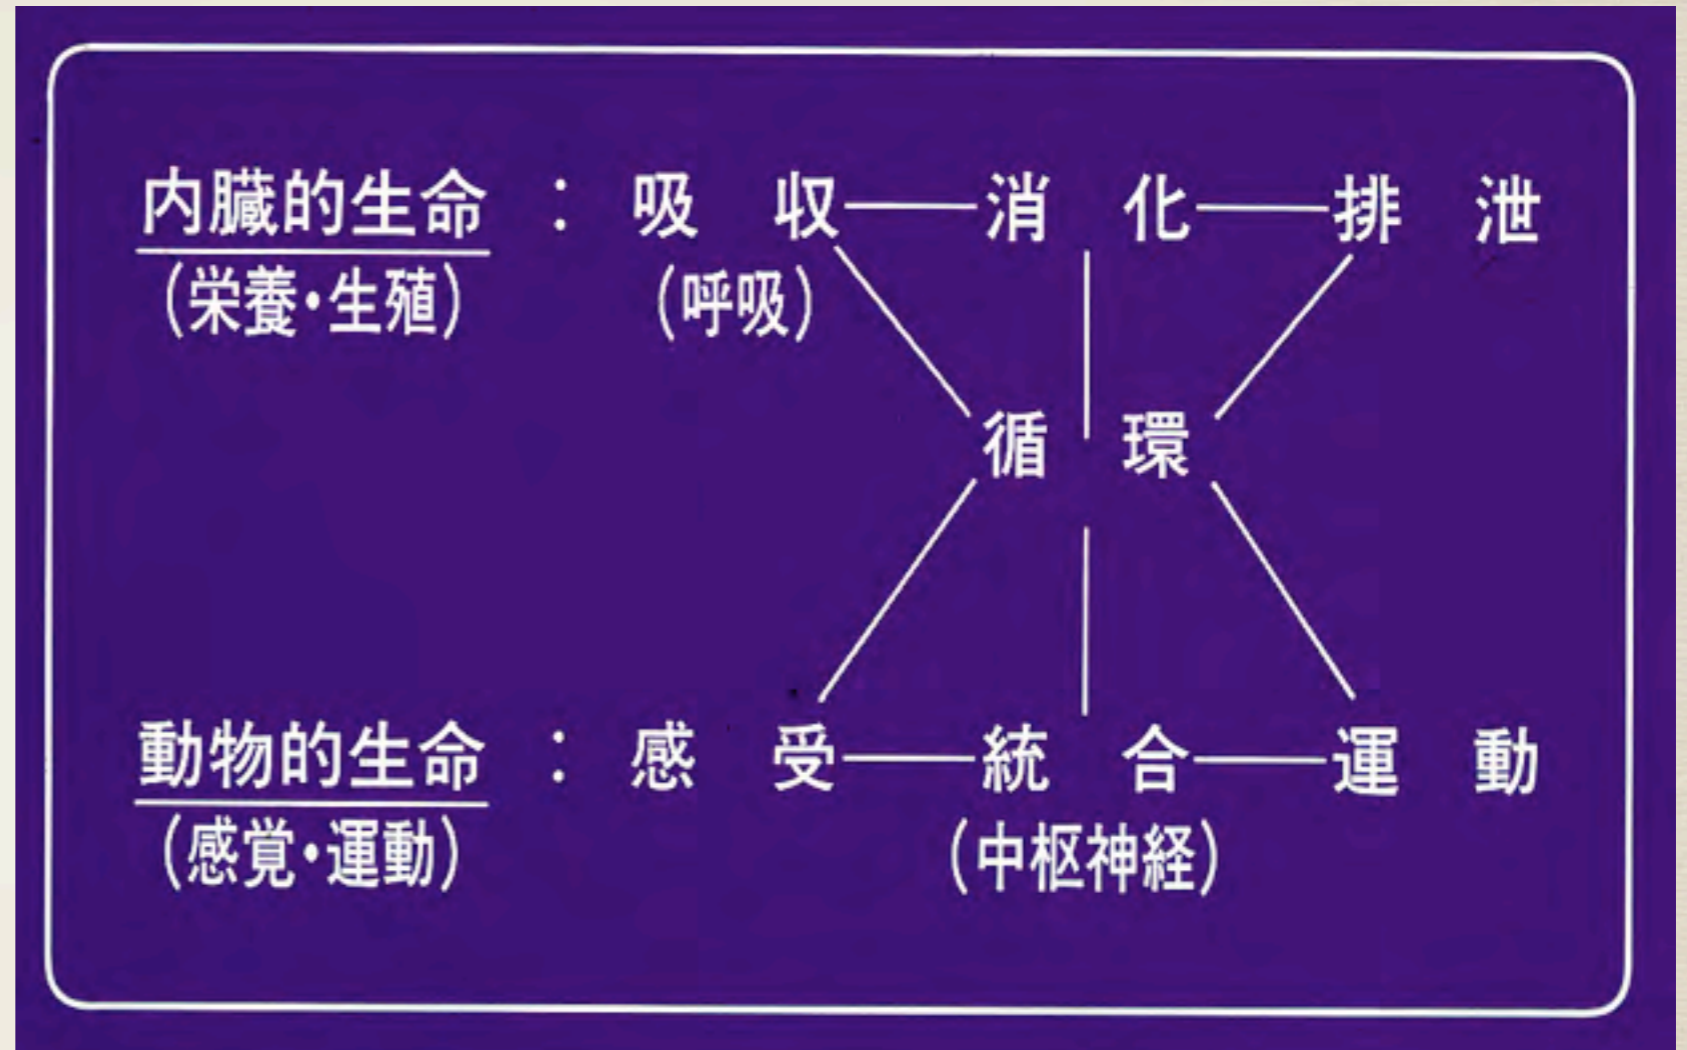 内臓的生命 : 吸収 消化 排泄
(栄養・生殖) (呼吸)
循環
動物的生命 : 感受 統合 運動
(感覚・運動) (中枢神経)